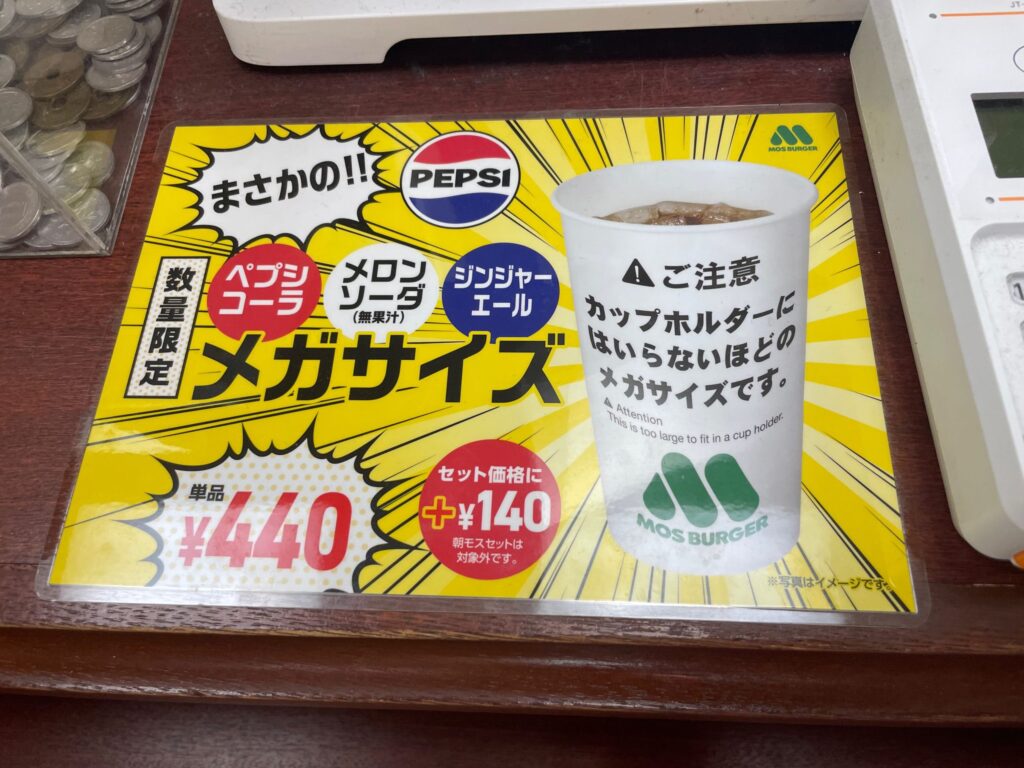 まさかの!!
PEPSI
MOS BURGER
数量限定
ペプシ
コーラ
メロン
ソーダ
(無果汁)
ジンジャー
エール
メガサイズ
単品
¥440
セット価格に
+¥140
朝モスセットは
対象外です。
ご注意
カップホルダーに
はいらないほどの
メガサイズです。
Attention
This is too large to fit in a cup holder.
MOS BURGER
※写真はイメージです。